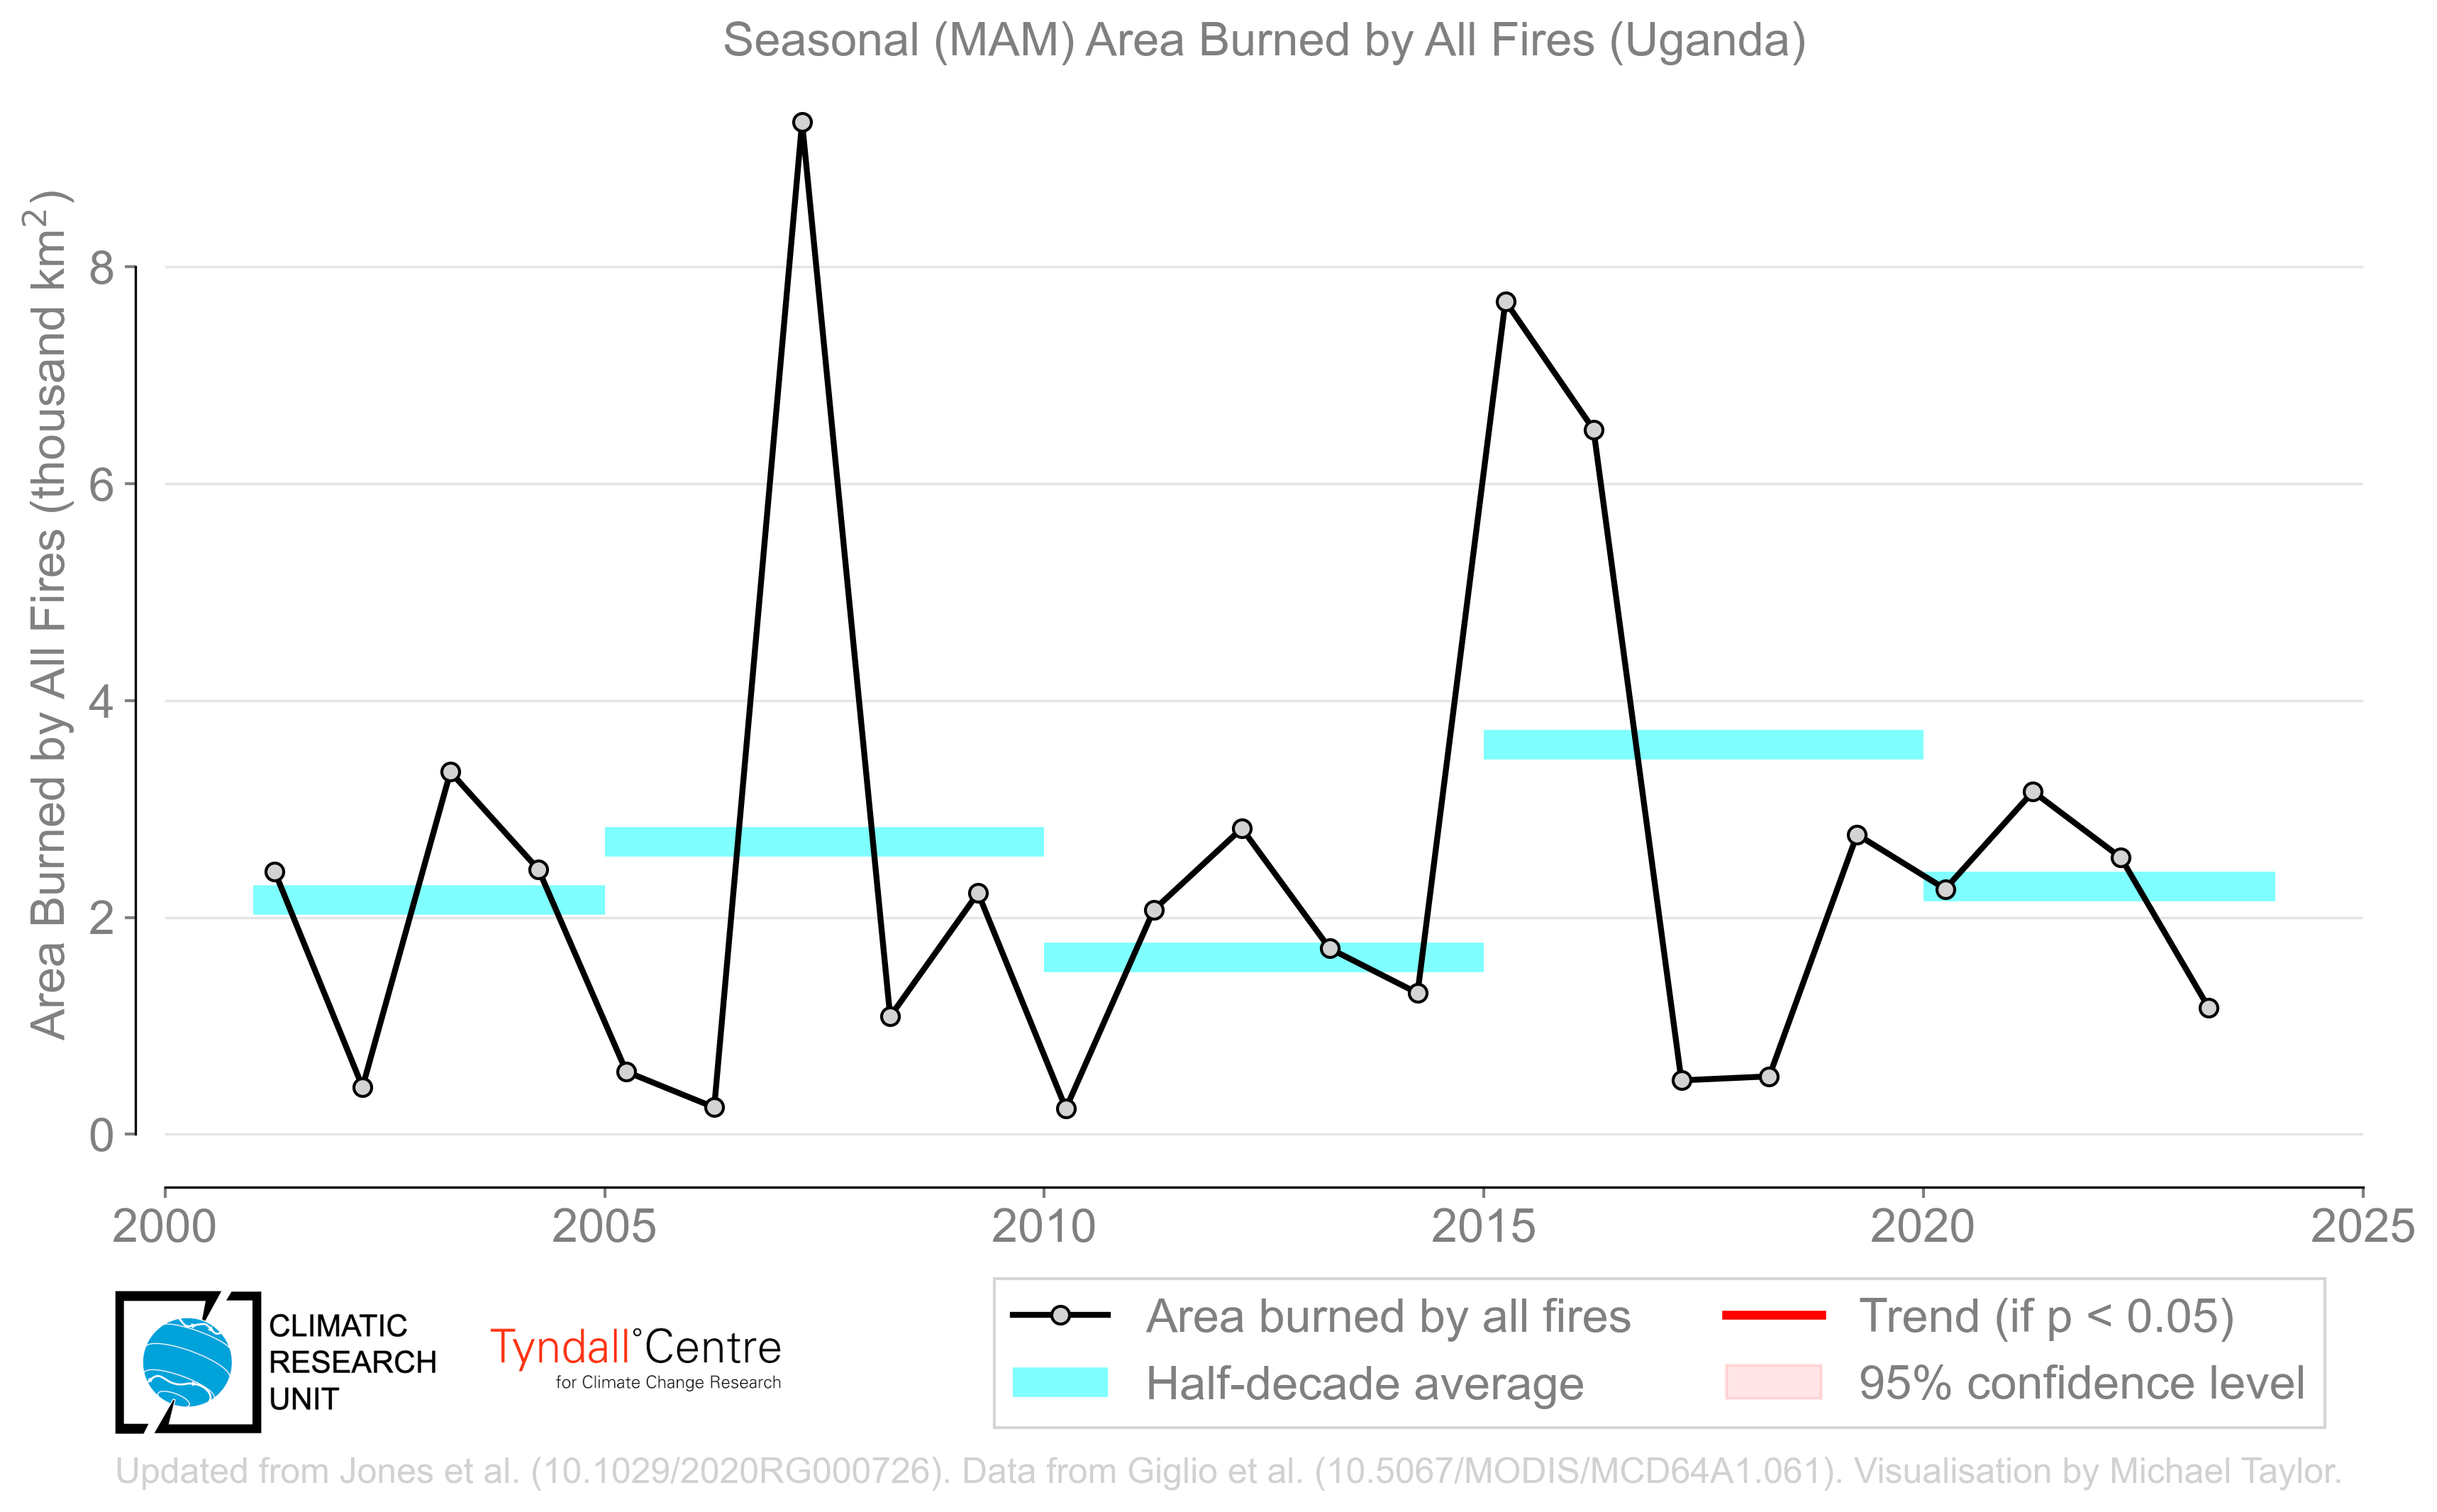 Seasonal (MAM) Area Burned by All Fires (Uganda)
Area Burned by All Fires (thousand km²)
8
6
4
2
0
2000 2005 2010 2015 2020 2025
CLIMATIC
RESEARCH
UNIT
Tyndall°Centre
for Climate Change Research
Area burned by all fires
Half-decade average
Trend (if p < 0.05)
95% confidence level
Updated from Jones et al. (10.1029/2020RG000726). Data from Giglio et al. (10.5067/MODIS/MCD64A1.061). Visualisation by Michael Taylor.